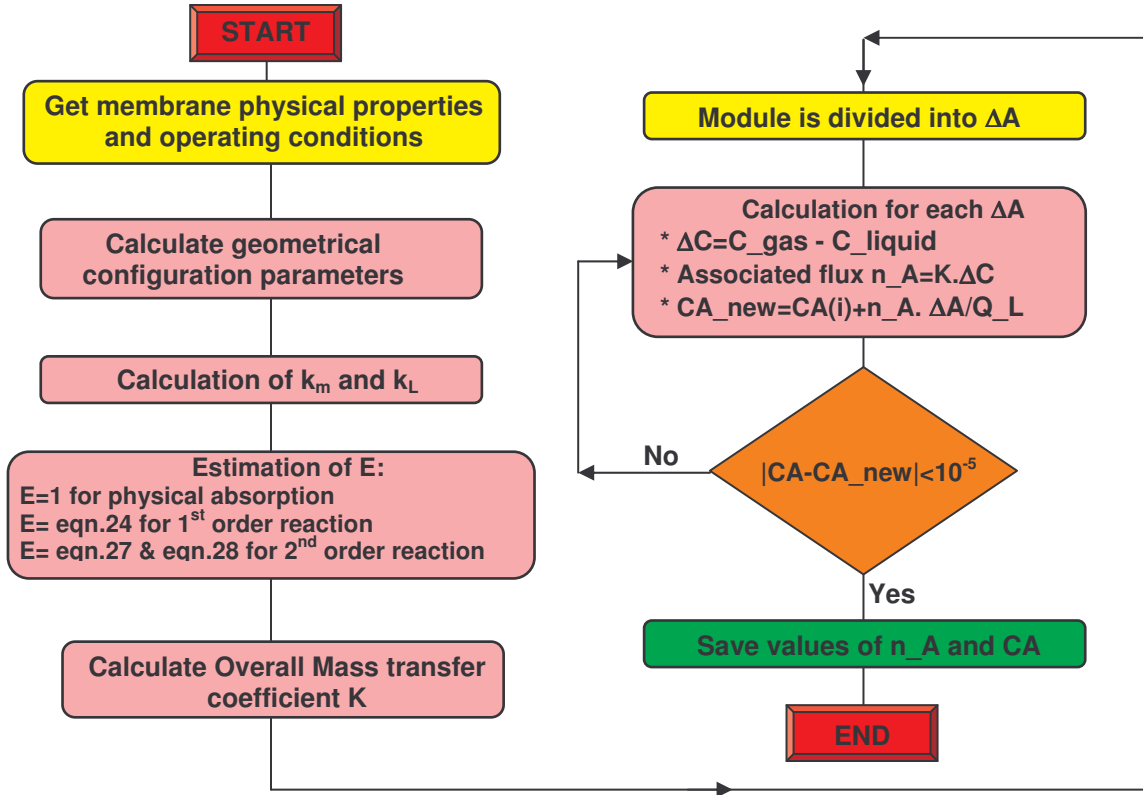 START
Get membrane physical properties
and operating conditions
Calculate geometrical
configuration parameters
Calculation of kₘ and k_L
Estimation of E:
E=1 for physical absorption
E= eqn.24 for 1ˢᵗ order reaction
E= eqn.27 & eqn.28 for 2ⁿᵈ order reaction
Calculate Overall Mass transfer
coefficient K
Module is divided into ΔA
Calculation for each ΔA
* ΔC=C_gas - C_liquid
* Associated flux n_A=K.ΔC
* CA_new=CA(i)+n_A. ΔA/Q_L
No
|CA-CA_new|<10⁻⁵
Yes
Save values of n_A and CA
END